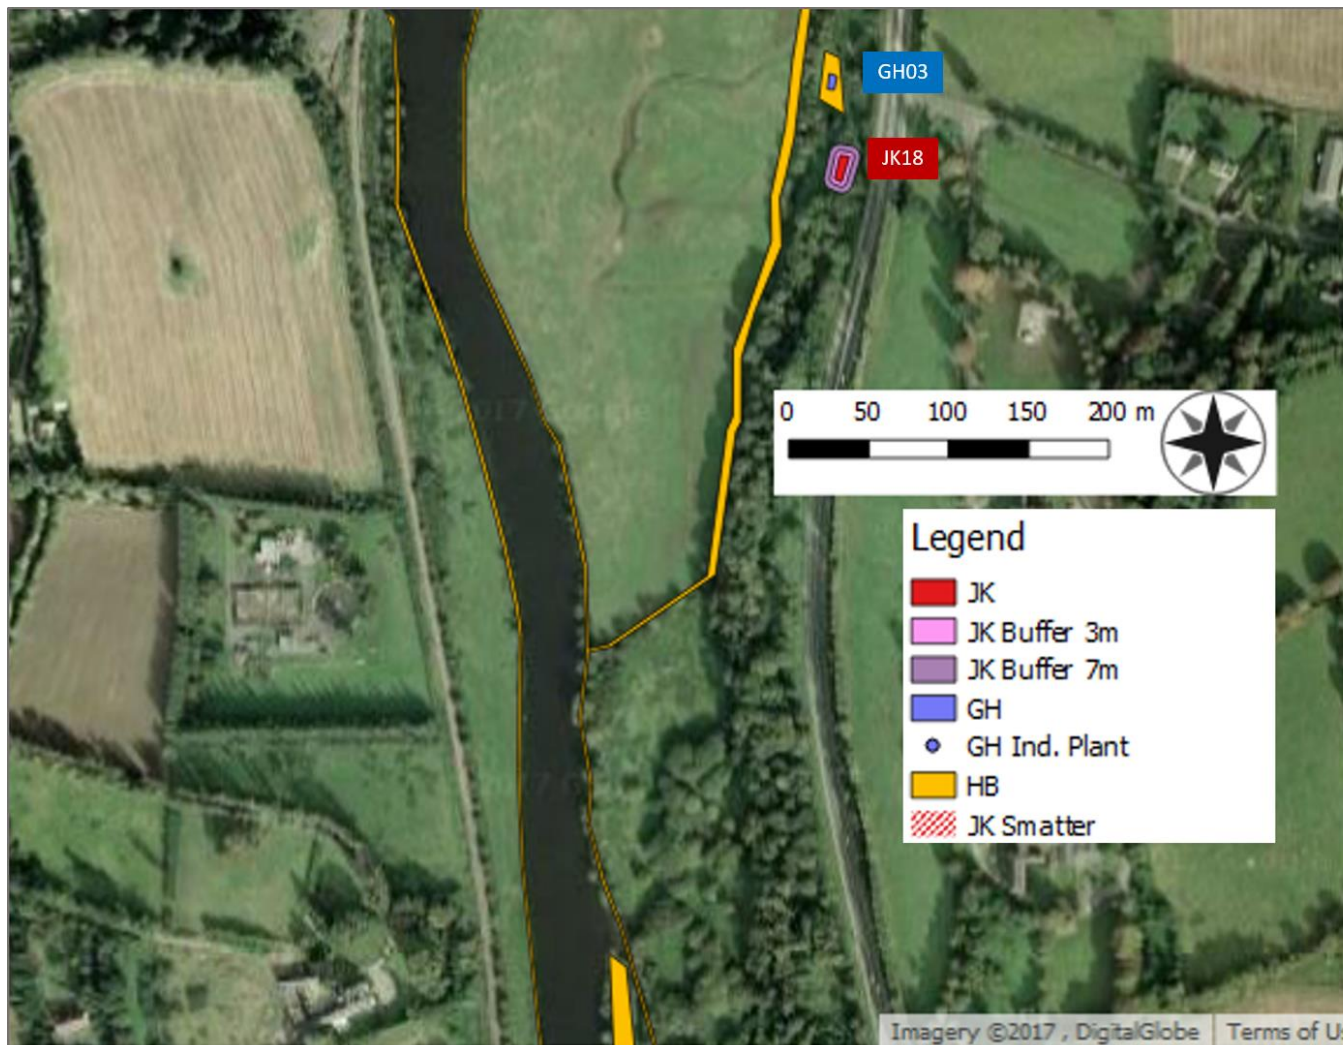 GH03
JK18
0 50 100 150 200 m
Legend
JK
JK Buffer 3m
JK Buffer 7m
GH
GH Ind. Plant
HB
JK Smatter
Imagery ©2017 , DigitalGlobe
Terms of Us